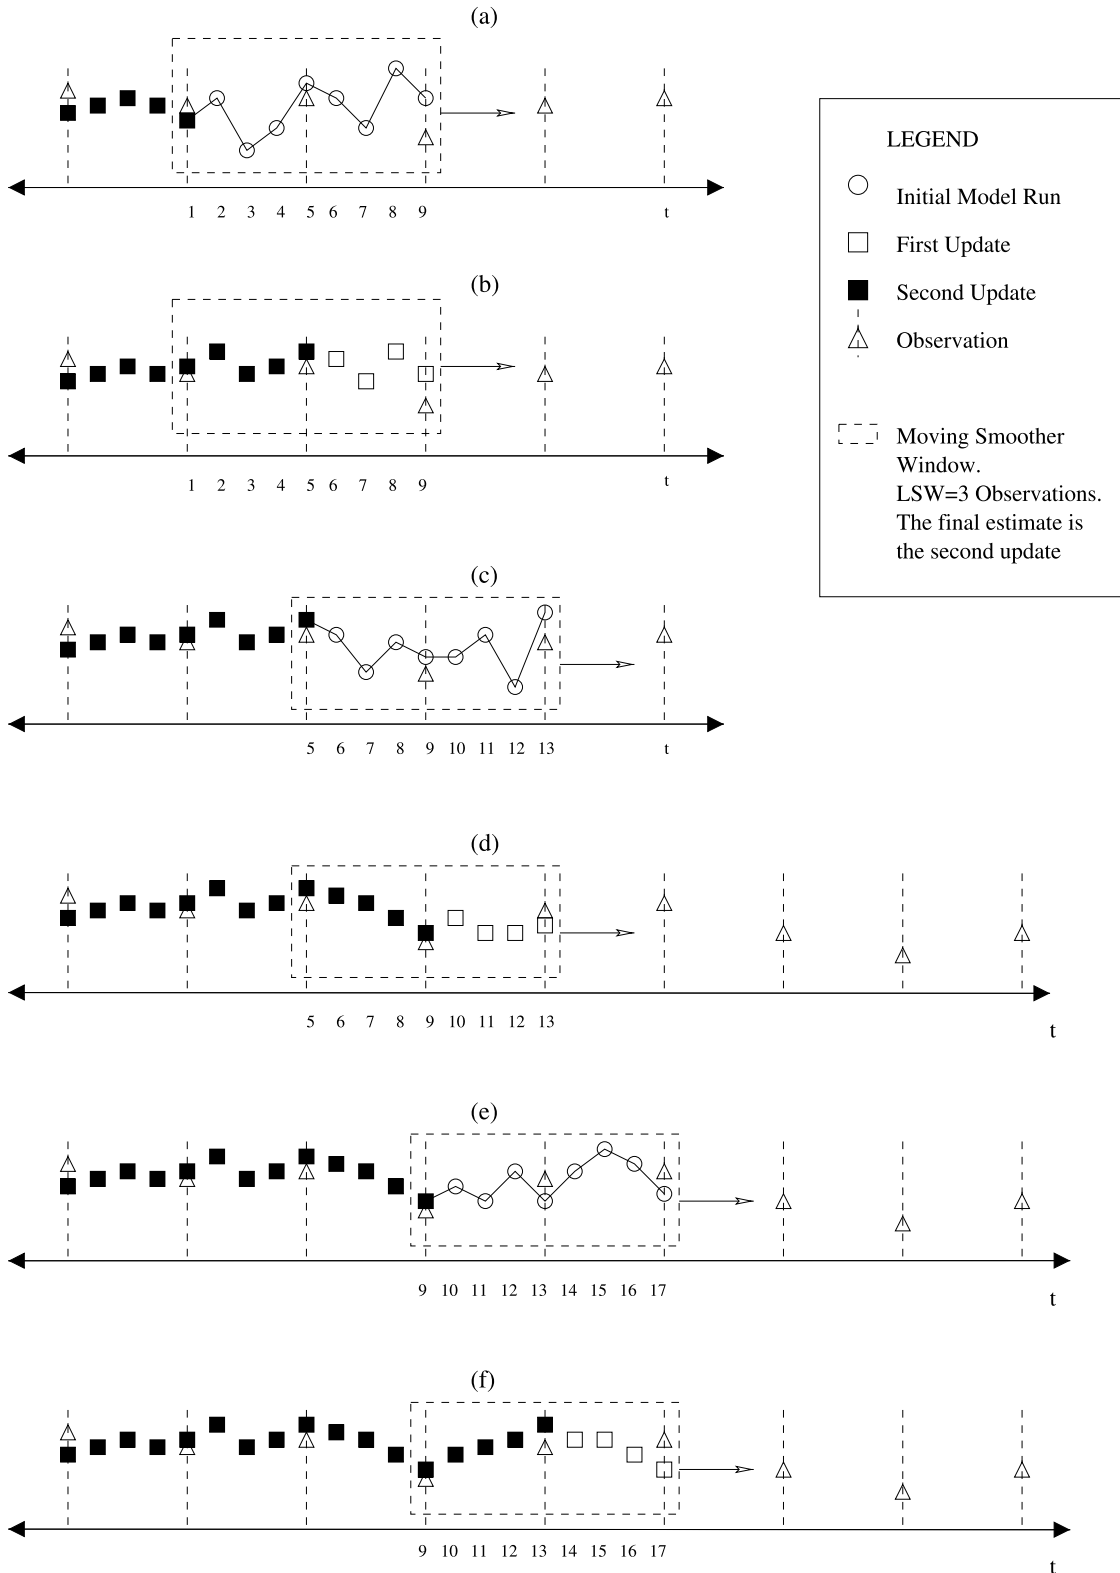 (a)
1 2 3 4 5 6 7 8 9 t
LEGEND
Initial Model Run
First Update
Second Update
Observation
Moving Smoother
Window.
LSW=3 Observations.
The final estimate is
the second update
(b)
1 2 3 4 5 6 7 8 9 t
(c)
5 6 7 8 9 10 11 12 13 t
(d)
5 6 7 8 9 10 11 12 13
t
(e)
9 10 11 12 13 14 15 16 17
t
(f)
9 10 11 12 13 14 15 16 17
t